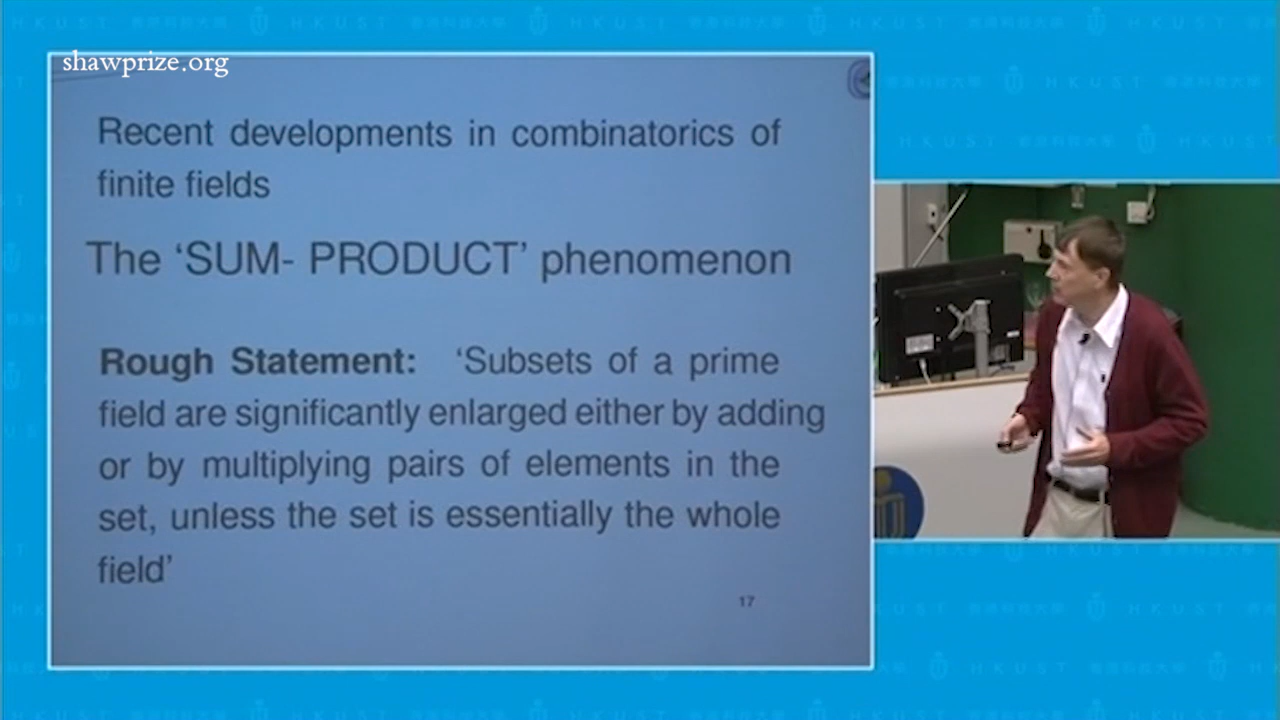 shawprize.org
Recent developments in combinatorics of
finite fields
The ‘SUM- PRODUCT’ phenomenon
Rough Statement: ‘Subsets of a prime
field are significantly enlarged either by adding
or by multiplying pairs of elements in the
set, unless the set is essentially the whole
field’
17
HKUST